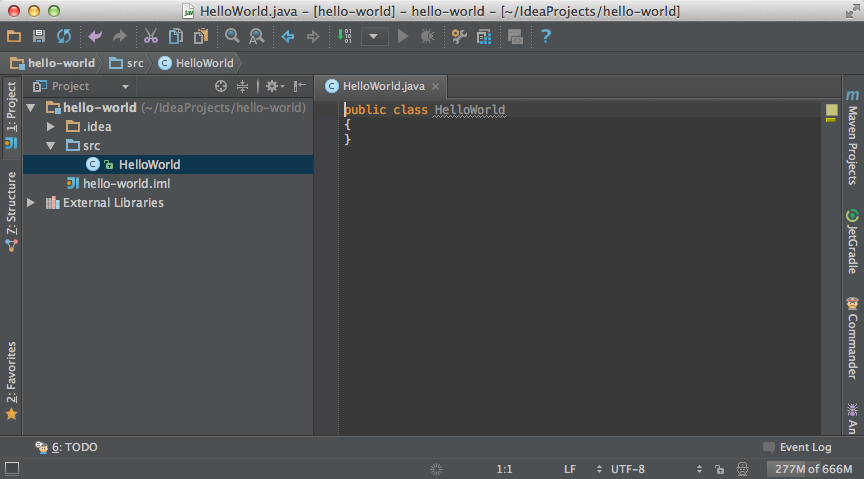 HelloWorld.java – [hello-world] – hello-world – [~/IdeaProjects/hello-world]
hello-world src HelloWorld
1: Project
Z: Structure
2: Favorites
Project
hello-world (~/IdeaProjects/hello-world)
.idea
src
HelloWorld
hello-world.iml
External Libraries
HelloWorld.java
public class HelloWorld
{
}
Maven Projects
JetGradle
Commander
An
6: TODO
Event Log
1:1 LF UTF-8 277M of 666M